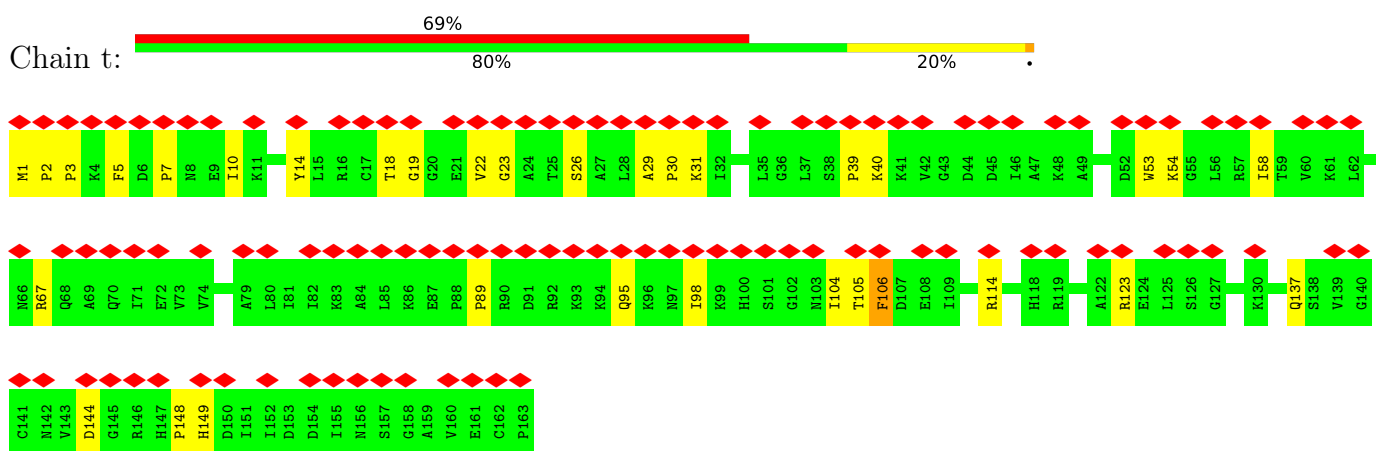 69%
Chain t:
80% 20% •
M1 P2 P3 K4 F5 D6 P7 N8 E9 I10 K11 Y14 L15 R16 C17 T18 G19 G20 E21 V22 G23 A24 T25 S26 A27 L28 A29 P30 K31 I32 L35 G36 L37 S38 P39 K40 K41 V42 G43 D44 D45 I46 A47 K48 A49 D52 W53 K54 G55 L56 R57 I58 T59 V60 K61 L62
N66 R67 Q68 A69 Q70 I71 E72 V73 V74 A79 L80 I81 I82 K83 A84 L85 K86 E87 P88 P89 R90 D91 R92 K93 K94 Q95 K96 N97 I98 K99 H100 S101 G102 N103 I104 T105 F106 D107 E108 I109 R114 H118 R119 A122 R123 E124 L125 S126 G127 K130 Q137 S138 V139 G140
C141 N142 V143 D144 G145 R146 H147 P148 H149 D150 I151 I152 D153 D154 I155 N156 S157 G158 A159 V160 E161 C162 P163